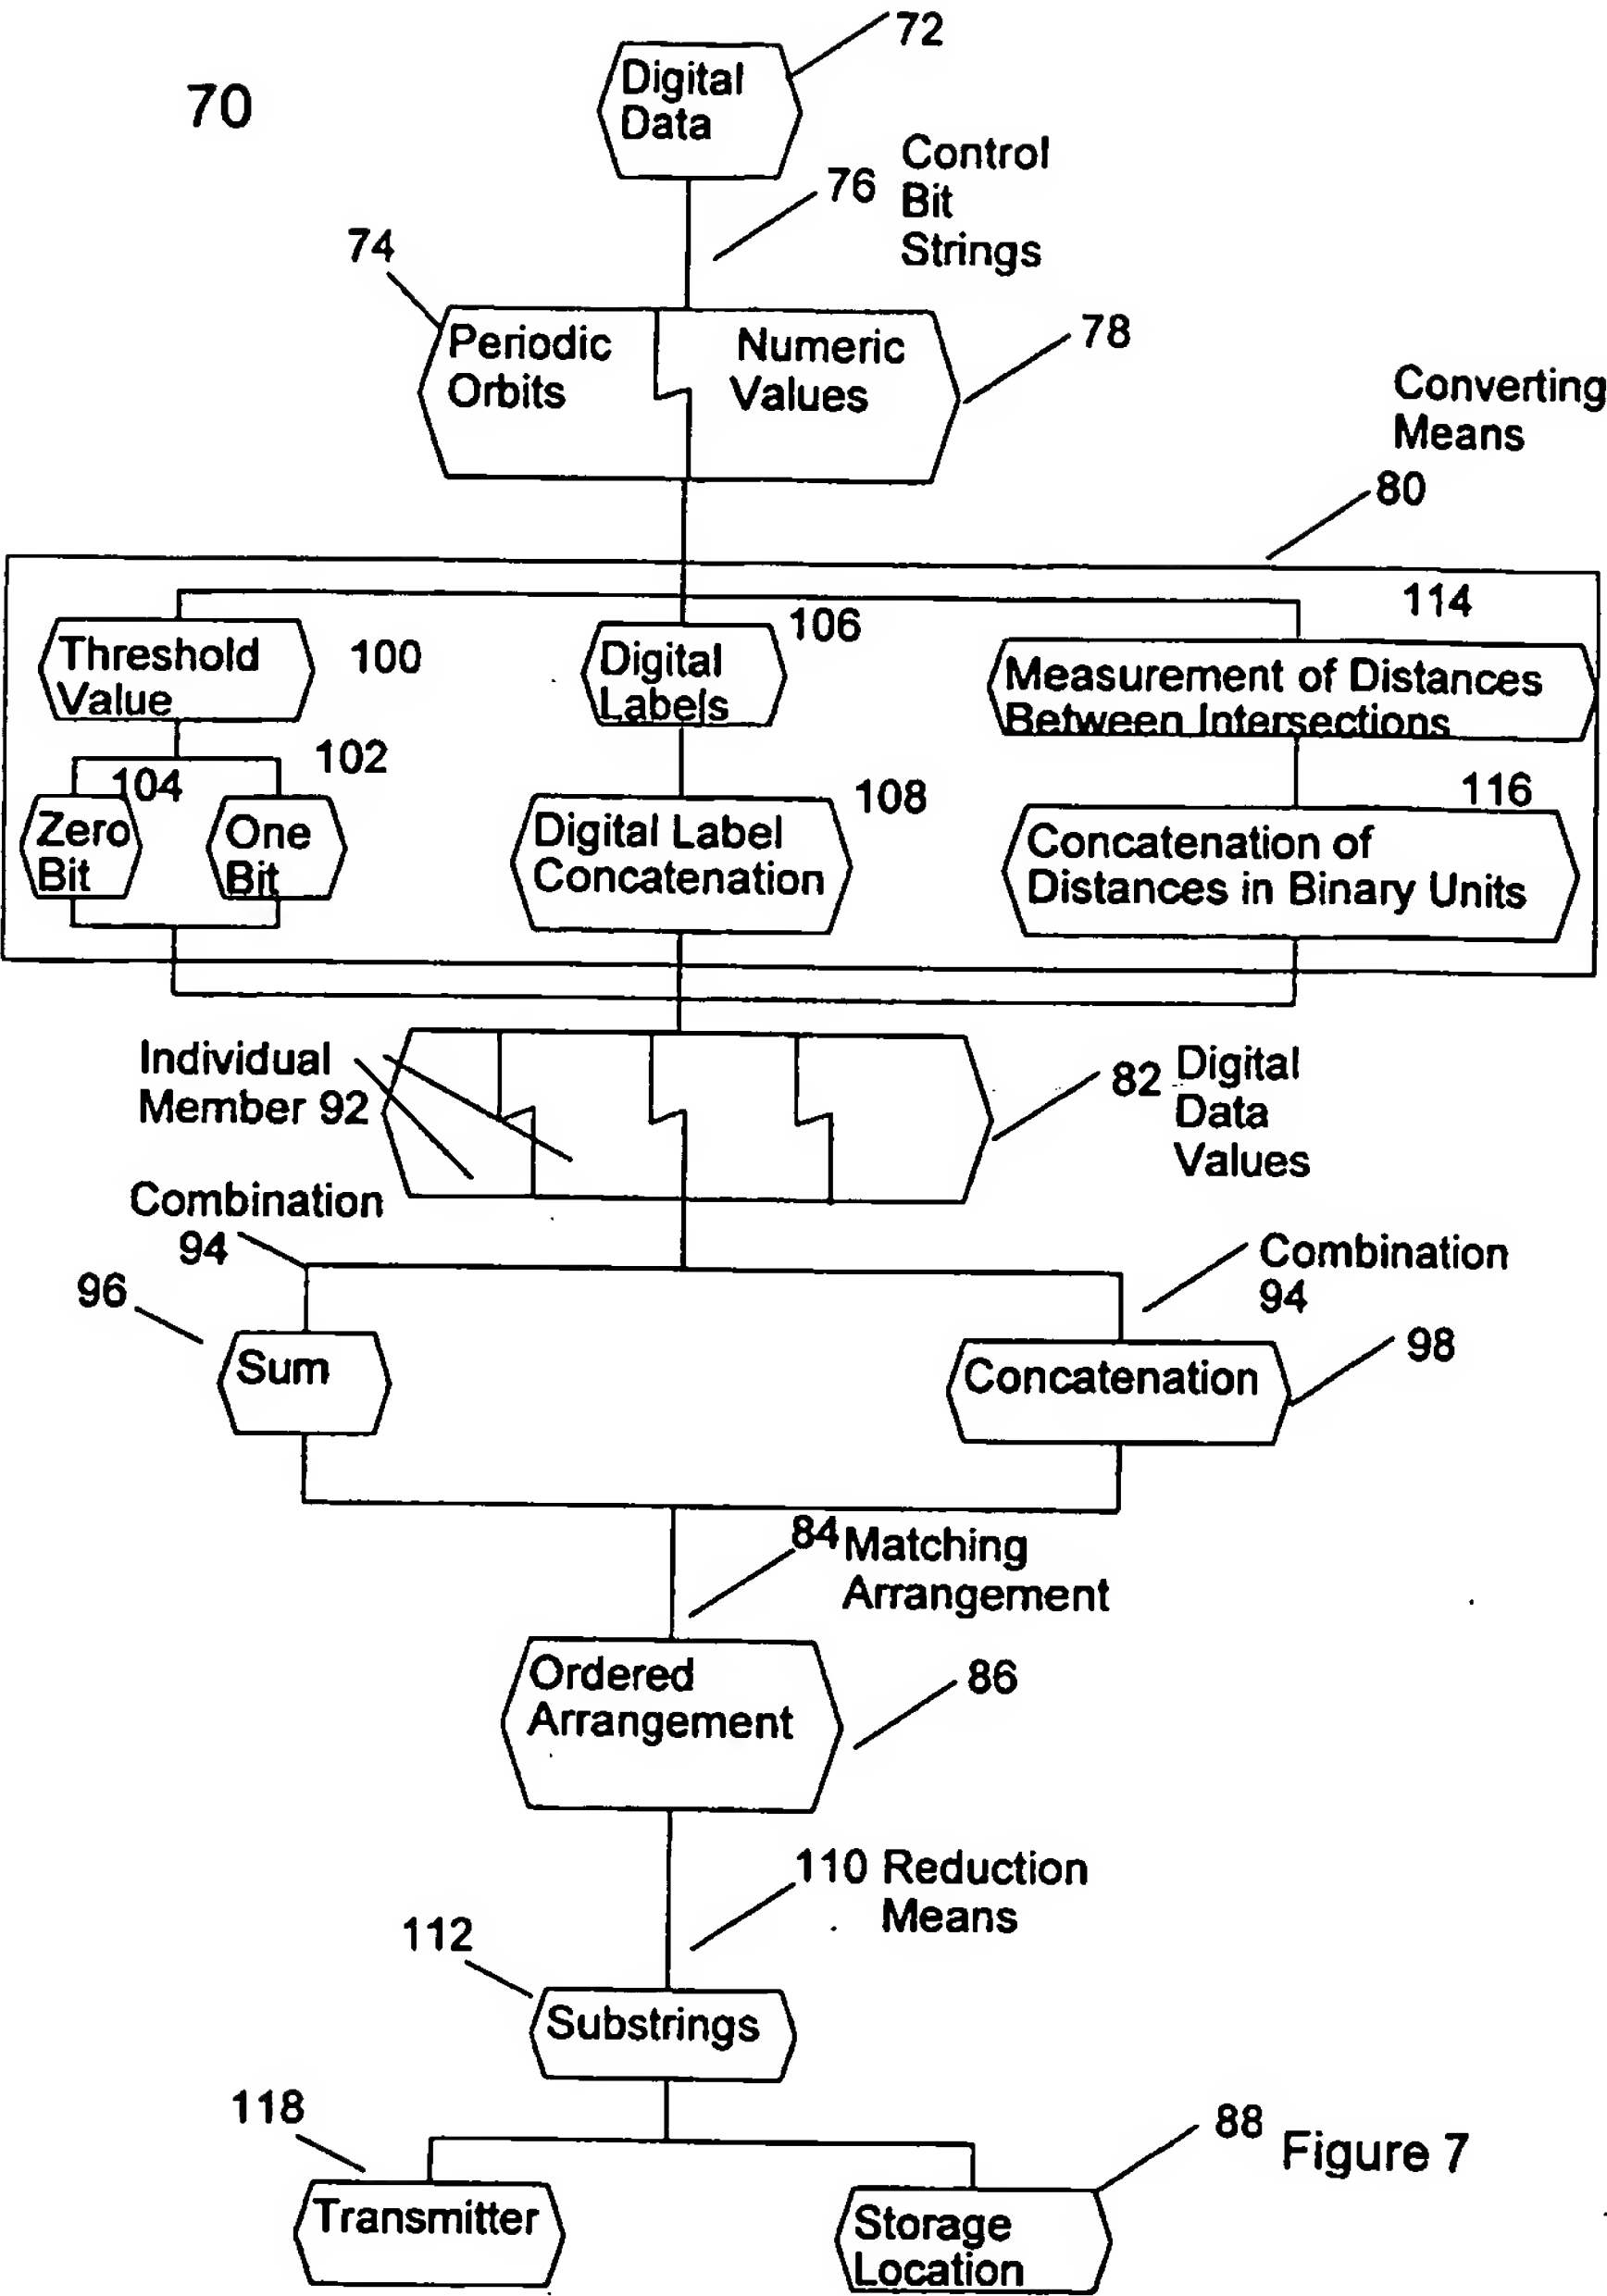 72
70
Digital
Data
Control
76 Bit
Strings
74
Periodic
Orbits
Numeric
Values
78
Converting
Means
80
114
106
Threshold
Value
100
Digital
Labels
Measurement of Distances
Between Intersections
102
104
108
116
Zero
Bit
One
Bit
Digital Label
Concatenation
Concatenation of
Distances in Binary Units
Individual
Member 92
82 Digital
Data
Values
Combination
94
Combination
94
96
98
Sum
Concatenation
84 Matching
Arrangement
Ordered
Arrangement
86
110 Reduction
Means
112
Substrings
118
88
Figure 7
Transmitter
Storage
Location